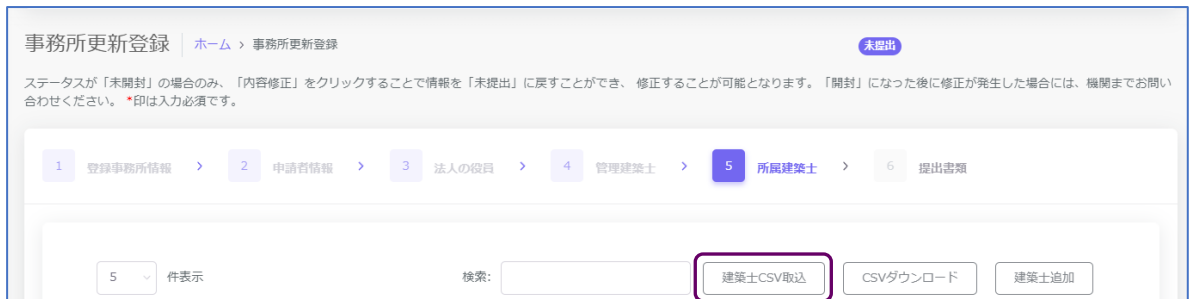 事務所更新登録 ホーム > 事務所更新登録 未提出
ステータスが「未開封」の場合のみ、「内容修正」をクリックすることで情報を「未提出」に戻すことができ、 修正することが可能となります。「開封」になった後に修正が発生した場合には、機関までお問い
合わせください。 *印は入力必須です。
1 登録事務所情報 > 2 申請者情報 > 3 法人の役員 > 4 管理建築士 > 5 所属建築士 > 6 提出書類
5 件表示 検索: 建築士CSV取込 CSVダウンロード 建築士追加